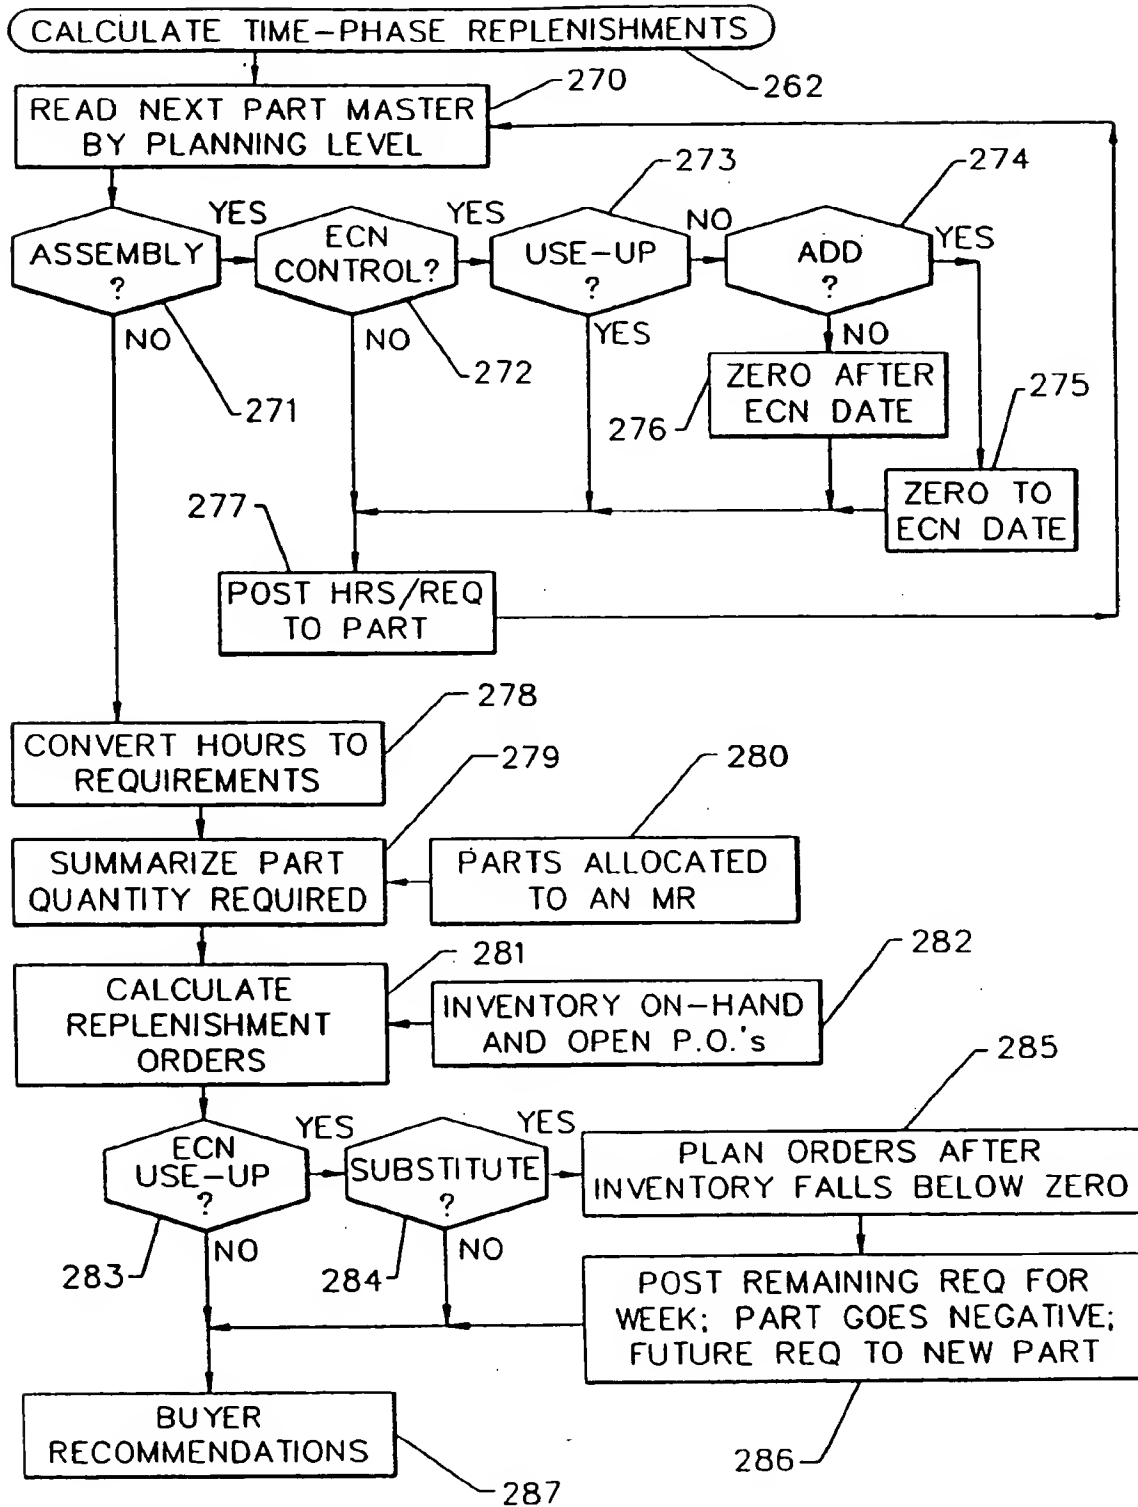 CALCULATE TIME-PHASE REPLENISHMENTS
262
270
READ NEXT PART MASTER
BY PLANNING LEVEL
273
274
ASSEMBLY
?
YES
ECN
CONTROL?
YES
USE-UP
?
NO
ADD
?
YES
NO
271
NO
272
YES
NO
ZERO AFTER
ECN DATE
276
275
ZERO TO
ECN DATE
277
POST HRS/REQ
TO PART
278
CONVERT HOURS TO
REQUIREMENTS
279
280
SUMMARIZE PART
QUANTITY REQUIRED
PARTS ALLOCATED
TO AN MR
281
282
CALCULATE
REPLENISHMENT
ORDERS
INVENTORY ON-HAND
AND OPEN P.O.'s
285
ECN
USE-UP
?
YES
SUBSTITUTE
?
YES
PLAN ORDERS AFTER
INVENTORY FALLS BELOW ZERO
283
NO
284
NO
POST REMAINING REQ FOR
WEEK; PART GOES NEGATIVE;
FUTURE REQ TO NEW PART
286
BUYER
RECOMMENDATIONS
287